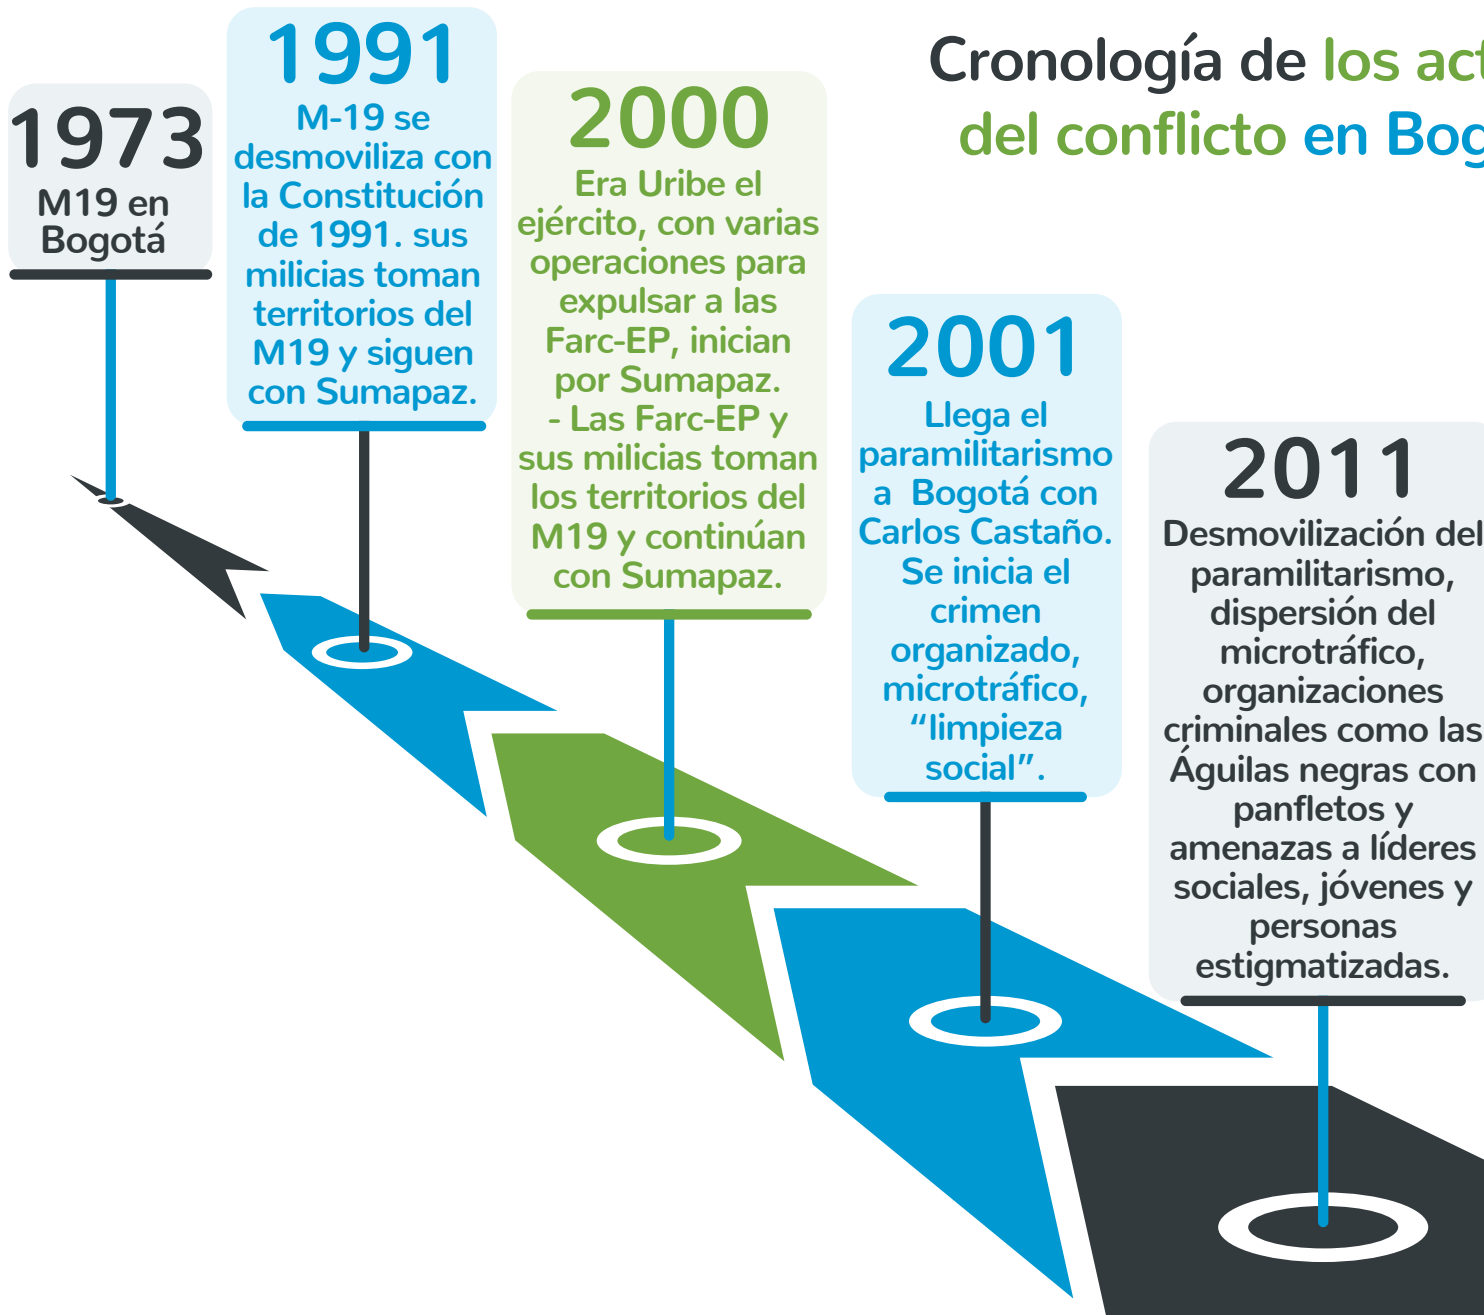 Cronología de los act
del conflicto en Bog
1973
M19 en
Bogotá
1991
M-19 se
desmoviliza con
la Constitución
de 1991. sus
milicias toman
territorios del
M19 y siguen
con Sumapaz.
2000
Era Uribe el
ejército, con varias
operaciones para
expulsar a las
Farc-EP, inician
por Sumapaz.
- Las Farc-EP y
sus milicias toman
los territorios del
M19 y continúan
con Sumapaz.
2001
Llega el
paramilitarismo
a Bogotá con
Carlos Castaño.
Se inicia el
crimen
organizado,
microtráfico,
“limpieza
social”.
2011
Desmovilización del
paramilitarismo,
dispersión del
microtráfico,
organizaciones
criminales como las
Águilas negras con
panfletos y
amenazas a líderes
sociales, jóvenes y
personas
estigmatizadas.